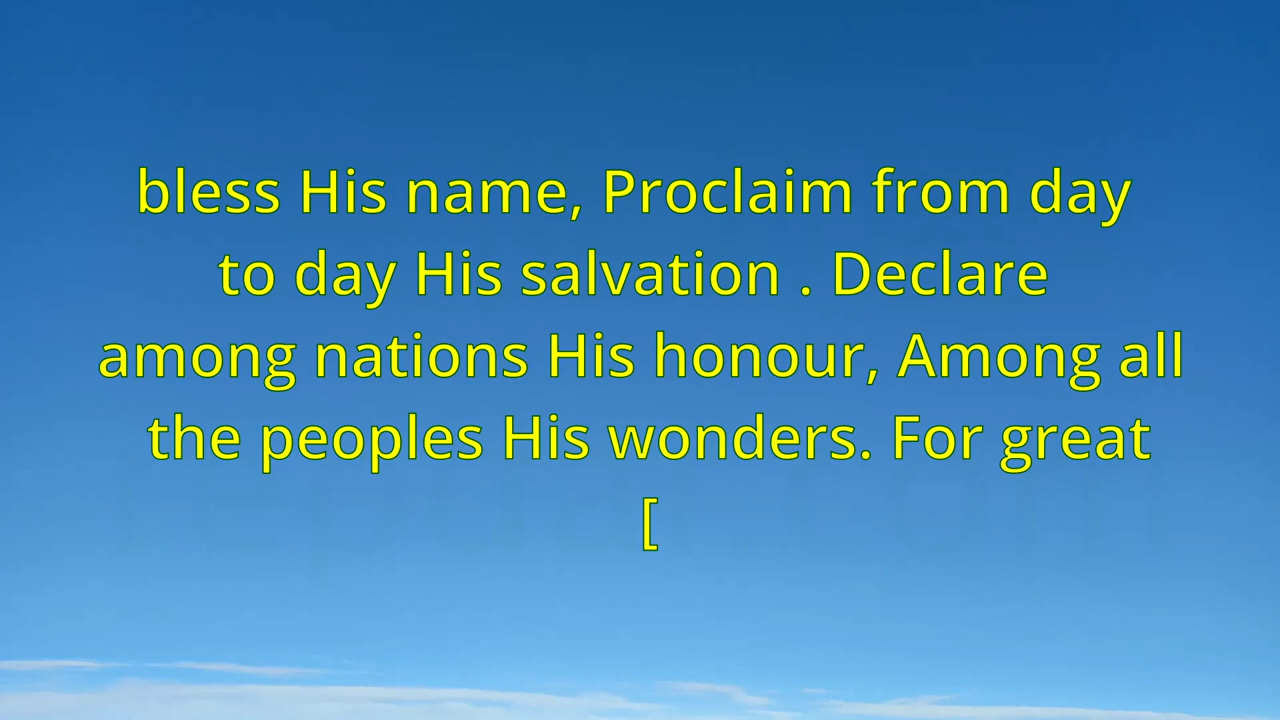 bless His name, Proclaim from day
to day His salvation . Declare
among nations His honour, Among all
the peoples His wonders. For great
[